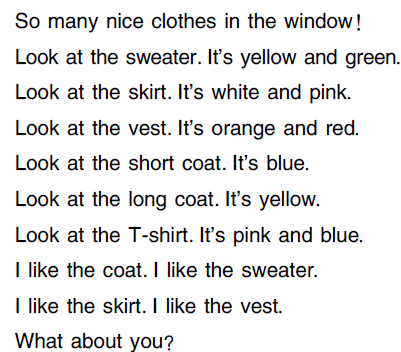 So many nice clothes in the window!
Look at the sweater. It's yellow and green.
Look at the skirt. It's white and pink.
Look at the vest. It's orange and red.
Look at the short coat. It's blue.
Look at the long coat. It's yellow.
Look at the T-shirt. It's pink and blue.
I like the coat. I like the sweater.
I like the skirt. I like the vest.
What about you?